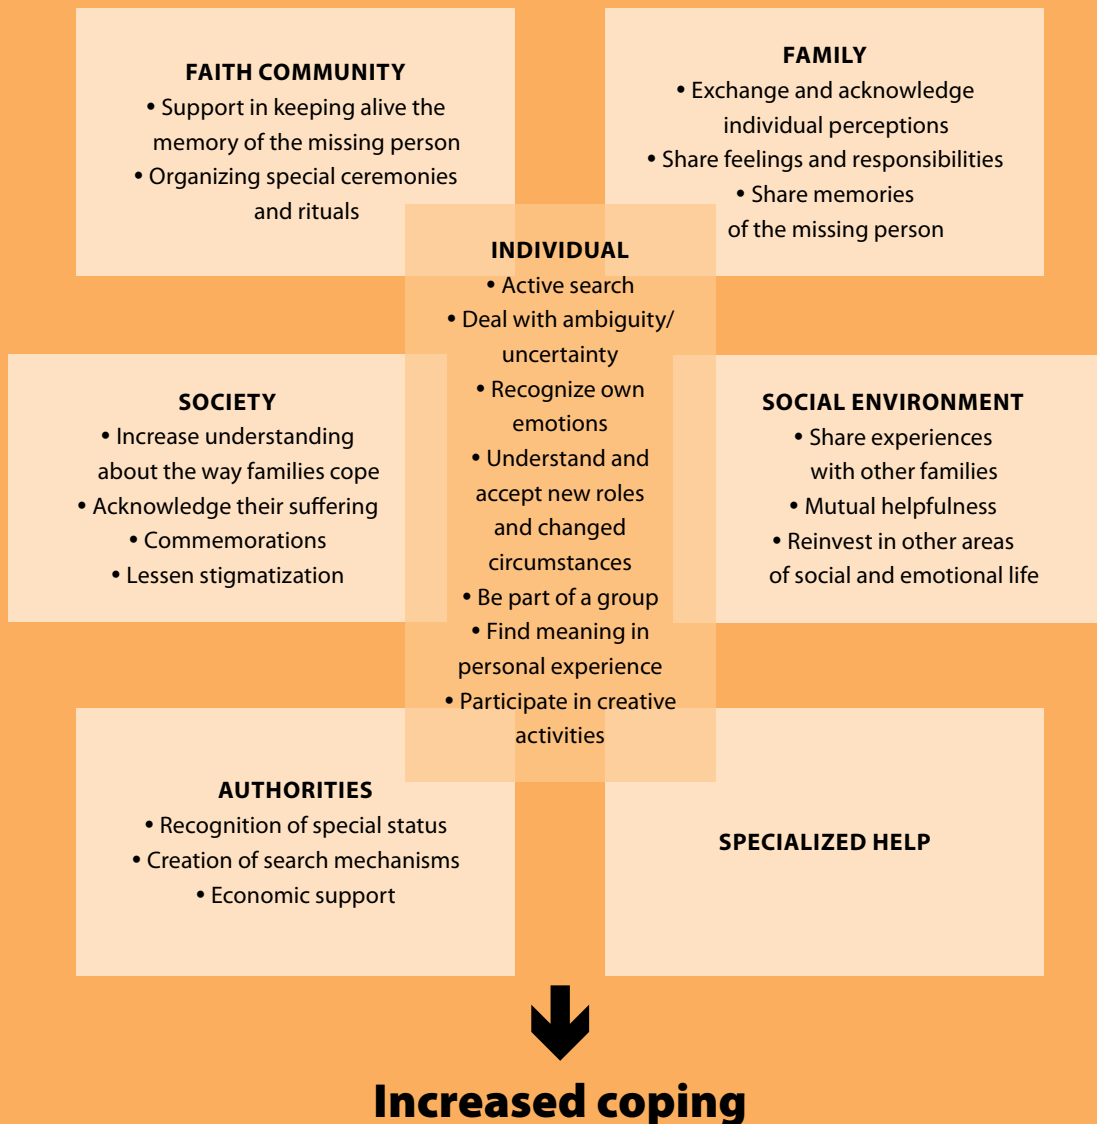 FAITH COMMUNITY
• Support in keeping alive the
memory of the missing person
• Organizing special ceremonies
and rituals
FAMILY
• Exchange and acknowledge
individual perceptions
• Share feelings and responsibilities
• Share memories
of the missing person
INDIVIDUAL
• Active search
• Deal with ambiguity/
uncertainty
• Recognize own
emotions
• Understand and
accept new roles
and changed
circumstances
• Be part of a group
• Find meaning in
personal experience
• Participate in creative
activities
SOCIETY
• Increase understanding
about the way families cope
• Acknowledge their suffering
• Commemorations
• Lessen stigmatization
SOCIAL ENVIRONMENT
• Share experiences
with other families
• Mutual helpfulness
• Reinvest in other areas
of social and emotional life
AUTHORITIES
• Recognition of special status
• Creation of search mechanisms
• Economic support
SPECIALIZED HELP
Increased coping